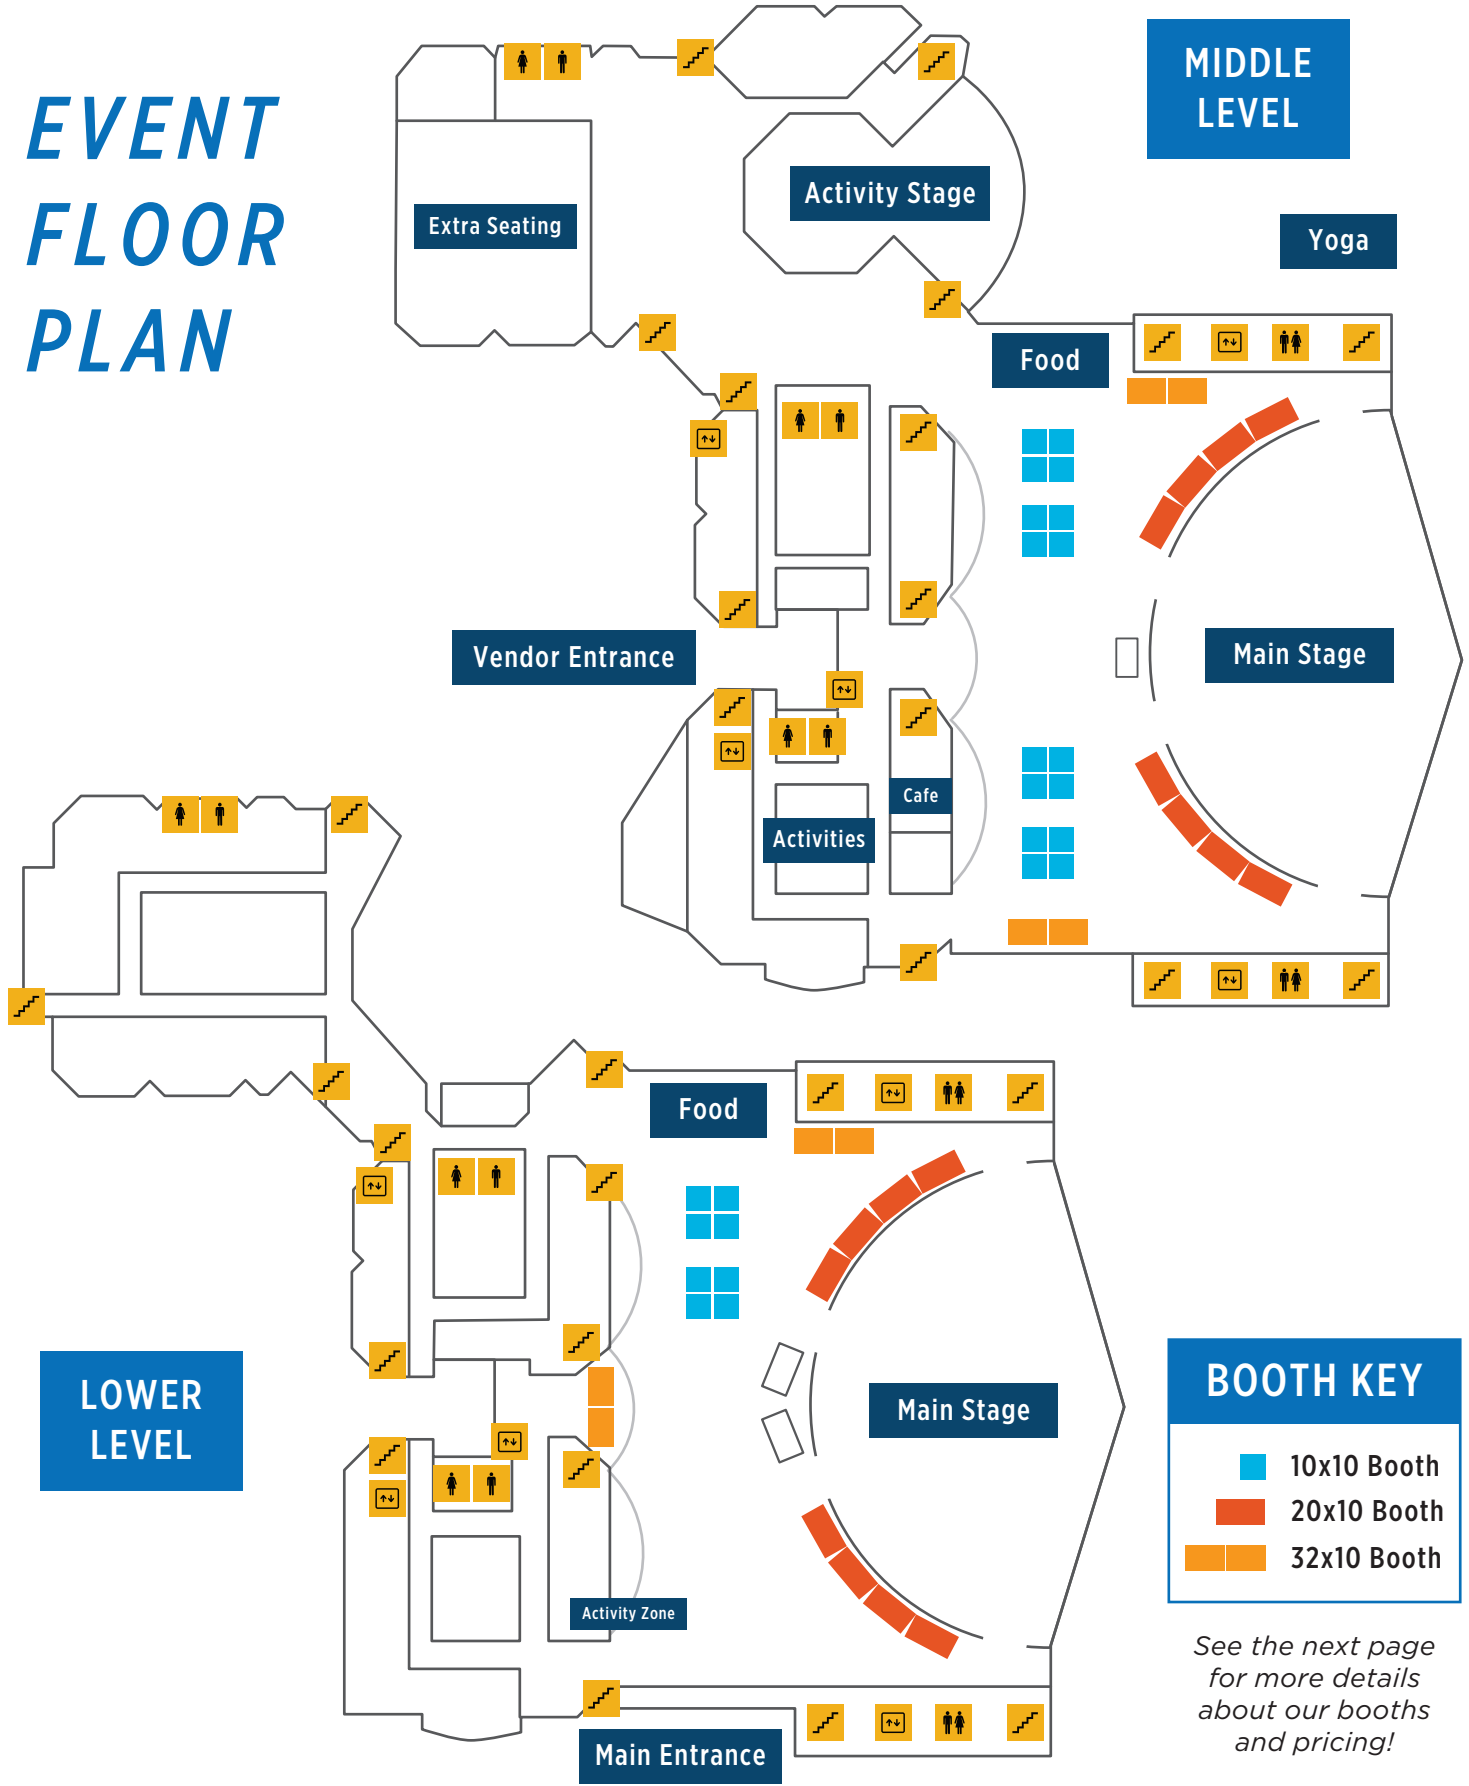 EVENT
FLOOR
PLAN
MIDDLE
LEVEL
Extra Seating
Activity Stage
Yoga
Food
Vendor Entrance
Main Stage
Cafe
Activities
Food
LOWER
LEVEL
Main Stage
Activity Zone
Main Entrance
BOOTH KEY
10x10 Booth
20x10 Booth
32x10 Booth
See the next page
for more details
about our booths
and pricing!